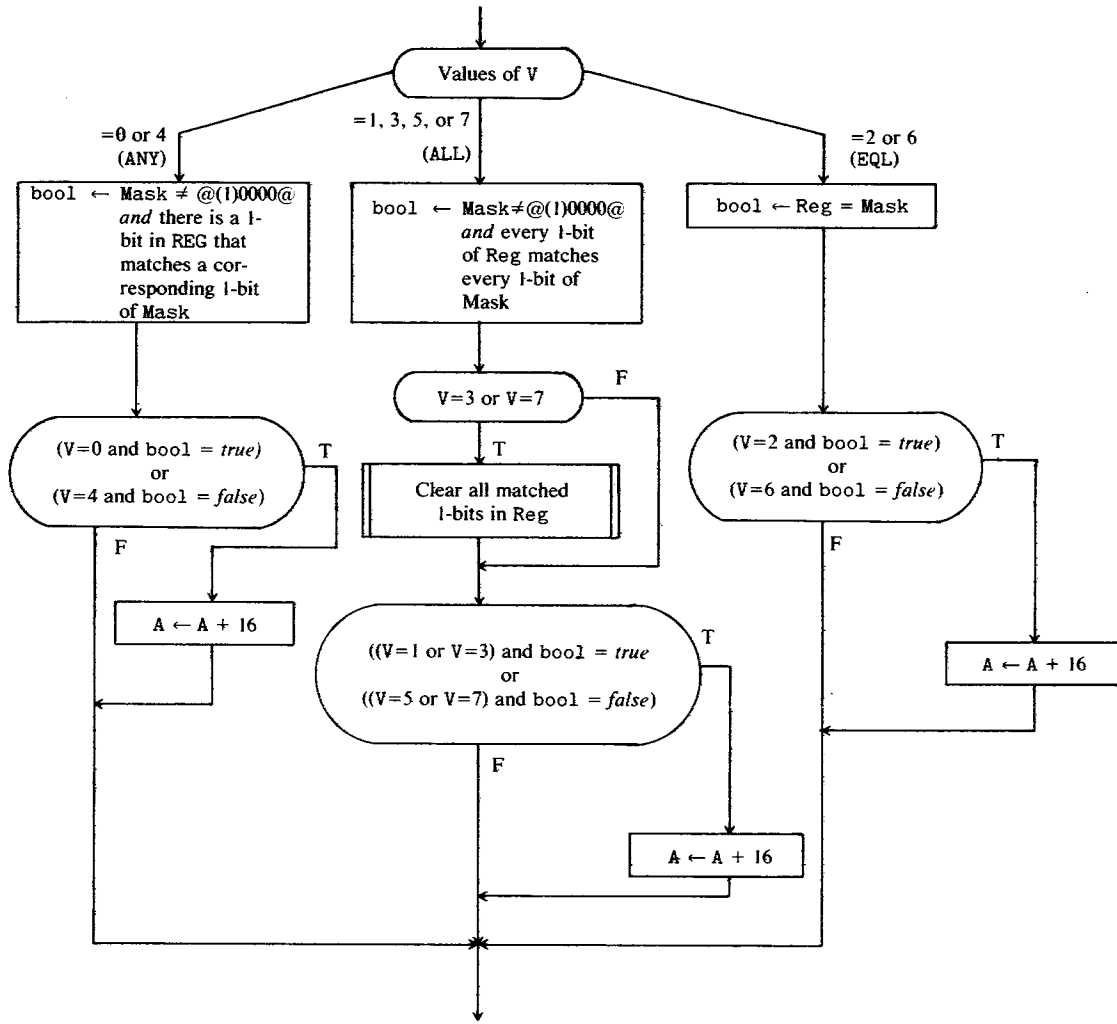 Values of V
=0 or 4
(ANY)
=1, 3, 5, or 7
(ALL)
=2 or 6
(EQL)
bool ← Mask ≠ @(1)0000@
and there is a 1-
bit in REG that
matches a cor-
responding 1-bit
of Mask
bool ← Mask≠@(1)0000@
and every 1-bit
of Reg matches
every 1-bit of
Mask
bool ← Reg = Mask
V=3 or V=7
F
T
Clear all matched
1-bits in Reg
(V=0 and bool = true)
or
(V=4 and bool = false)
T
F
A ← A + 16
((V=1 or V=3) and bool = true
or
((V=5 or V=7) and bool = false)
T
F
A ← A + 16
(V=2 and bool = true)
or
(V=6 and bool = false)
T
F
A ← A + 16